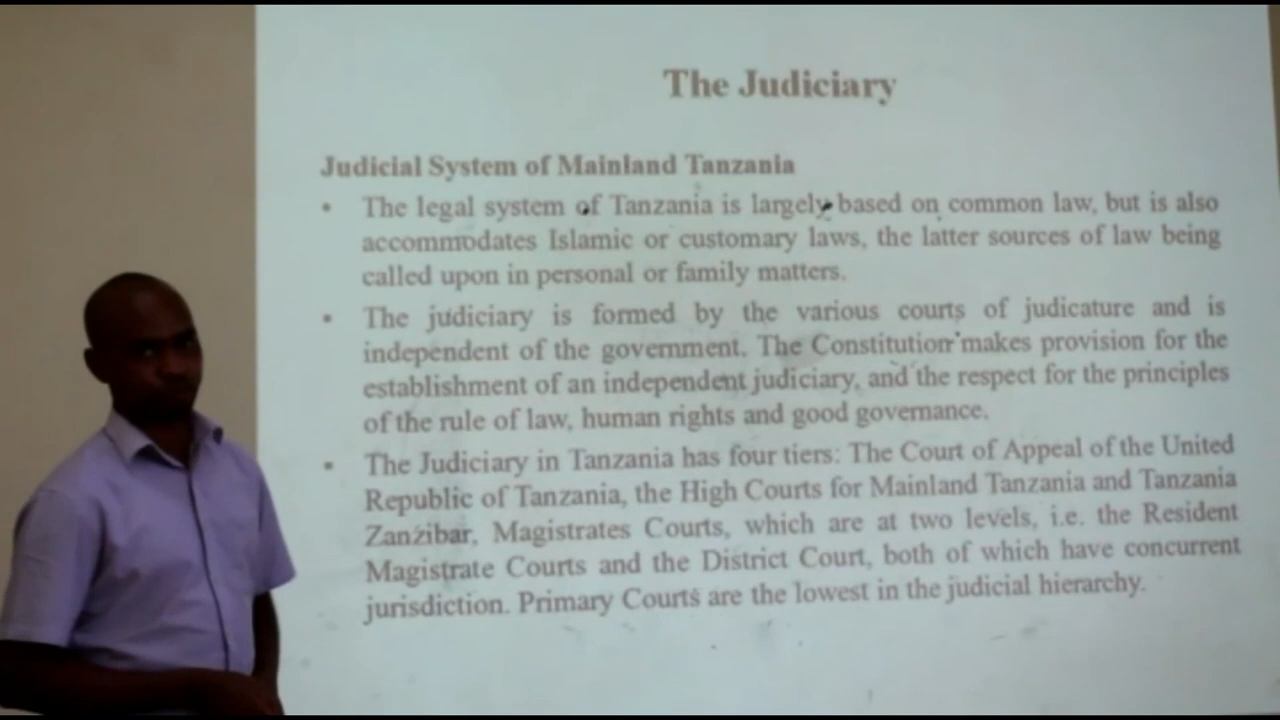 The Judiciary
Judicial System of Mainland Tanzania
• The legal system of Tanzania is largely based on common law, but is also
accommodates Islamic or customary laws, the latter sources of law being
called upon in personal or family matters.
• The judiciary is formed by the various courts of judicature and is
independent of the government. The Constitution makes provision for the
establishment of an independent judiciary, and the respect for the principles
of the rule of law, human rights and good governance.
• The Judiciary in Tanzania has four tiers: The Court of Appeal of the United
Republic of Tanzania, the High Courts for Mainland Tanzania and Tanzania
Zanzibar, Magistrates Courts, which are at two levels, i.e. the Resident
Magistrate Courts and the District Court, both of which have concurrent
jurisdiction. Primary Courts are the lowest in the judicial hierarchy.